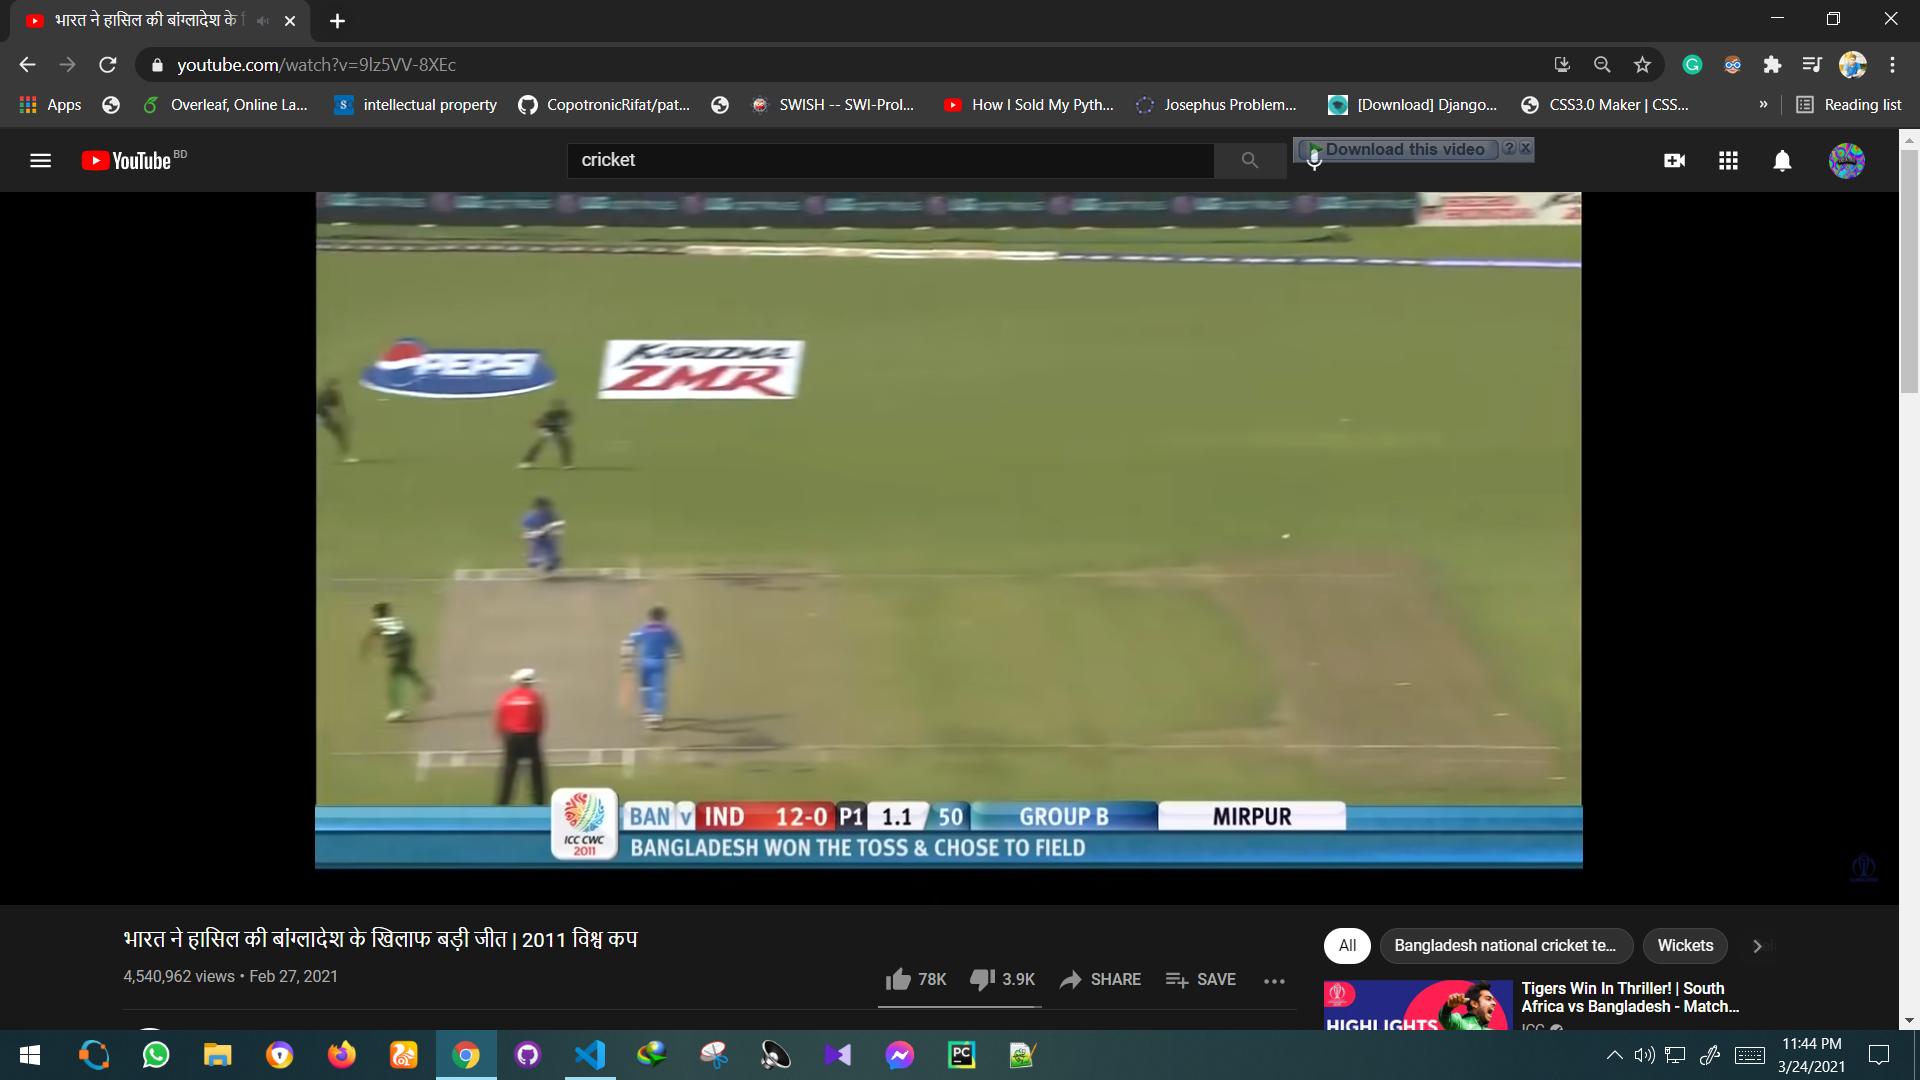 भारत ने हासिल की बांग्लादेश के
youtube.com/watch?v=9lz5VV-8XEc
Apps
Overleaf, Online La...
intellectual property
CopotronicRifat/pat...
SWISH -- SWI-Prol...
How I Sold My Pyth...
Josephus Problem...
[Download] Django...
CSS3.0 Maker | CSS...
»
Reading list
YouTube BD
cricket
Download this video ?
PEPSI
KARIZMA
ZMR
BAN v IND 12-0 P1 1.1 50 GROUP B MIRPUR
ICC CWC
2011
BANGLADESH WON THE TOSS & CHOSE TO FIELD
भारत ने हासिल की बांग्लादेश के खिलाफ बड़ी जीत | 2011 विश्व कप
4,540,962 views • Feb 27, 2021
78K
3.9K
SHARE
SAVE
All
Bangladesh national cricket te...
Wickets
Tigers Win In Thriller! | South
Africa vs Bangladesh - Match...
ICC
HIGHLIGHTS
PC
11:44 PM
3/24/2021